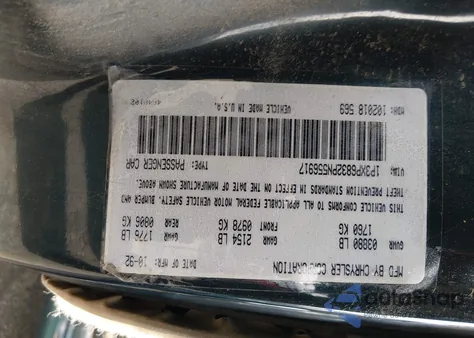 MFD BY CHRYSLER CORPORATION DATE OF MFR: 10-92
GVWR GAWR GAWR
03880 LB 2154 LB 1776 LB
1760 KG FRONT 0978 KG REAR 0806 KG
THIS VEHICLE CONFORMS TO ALL APPLICABLE FEDERAL MOTOR VEHICLE SAFETY, BUMPER AND
THEFT PREVENTION STANDARDS IN EFFECT ON THE DATE OF MANUFACTURE SHOWN ABOVE.
VIN: 1P3XP6832PN556917 TYPE: PASSENGER CAR
MDH: 102018 569 VEHICLE MADE IN U.S.A.
autoshop